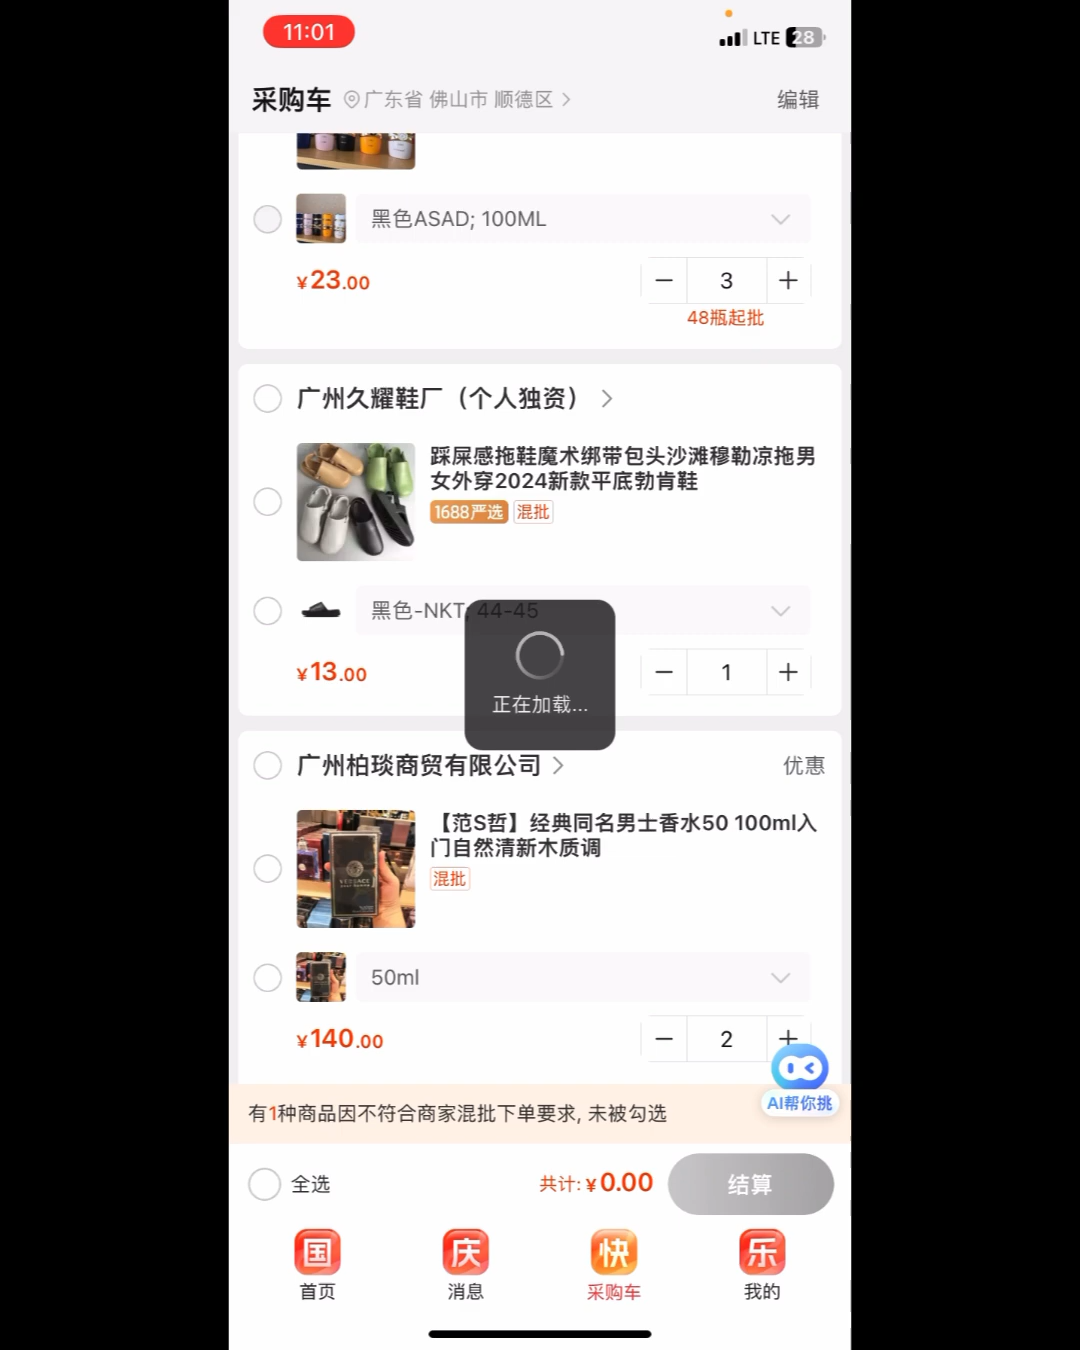 11:01
LTE 28
采购车 广东省 佛山市 顺德区
编辑
黑色ASAD; 100ML
¥23.00
3
48瓶起批
广州久耀鞋厂（个人独资）
踩屎感拖鞋魔术绑带包头沙滩穆勒凉拖男
女外穿2024新款平底勃肯鞋
1688严选 混批
黑色-NKT; 44-45
¥13.00
1
正在加载...
广州柏琰商贸有限公司
优惠
【范S哲】经典同名男士香水50 100ml入
门自然清新木质调
混批
VERSACE
50ml
¥140.00
2
AI帮你挑
有1种商品因不符合商家混批下单要求, 未被勾选
全选
共计: ¥0.00
结算
国 庆 快 乐
首页 消息 采购车 我的